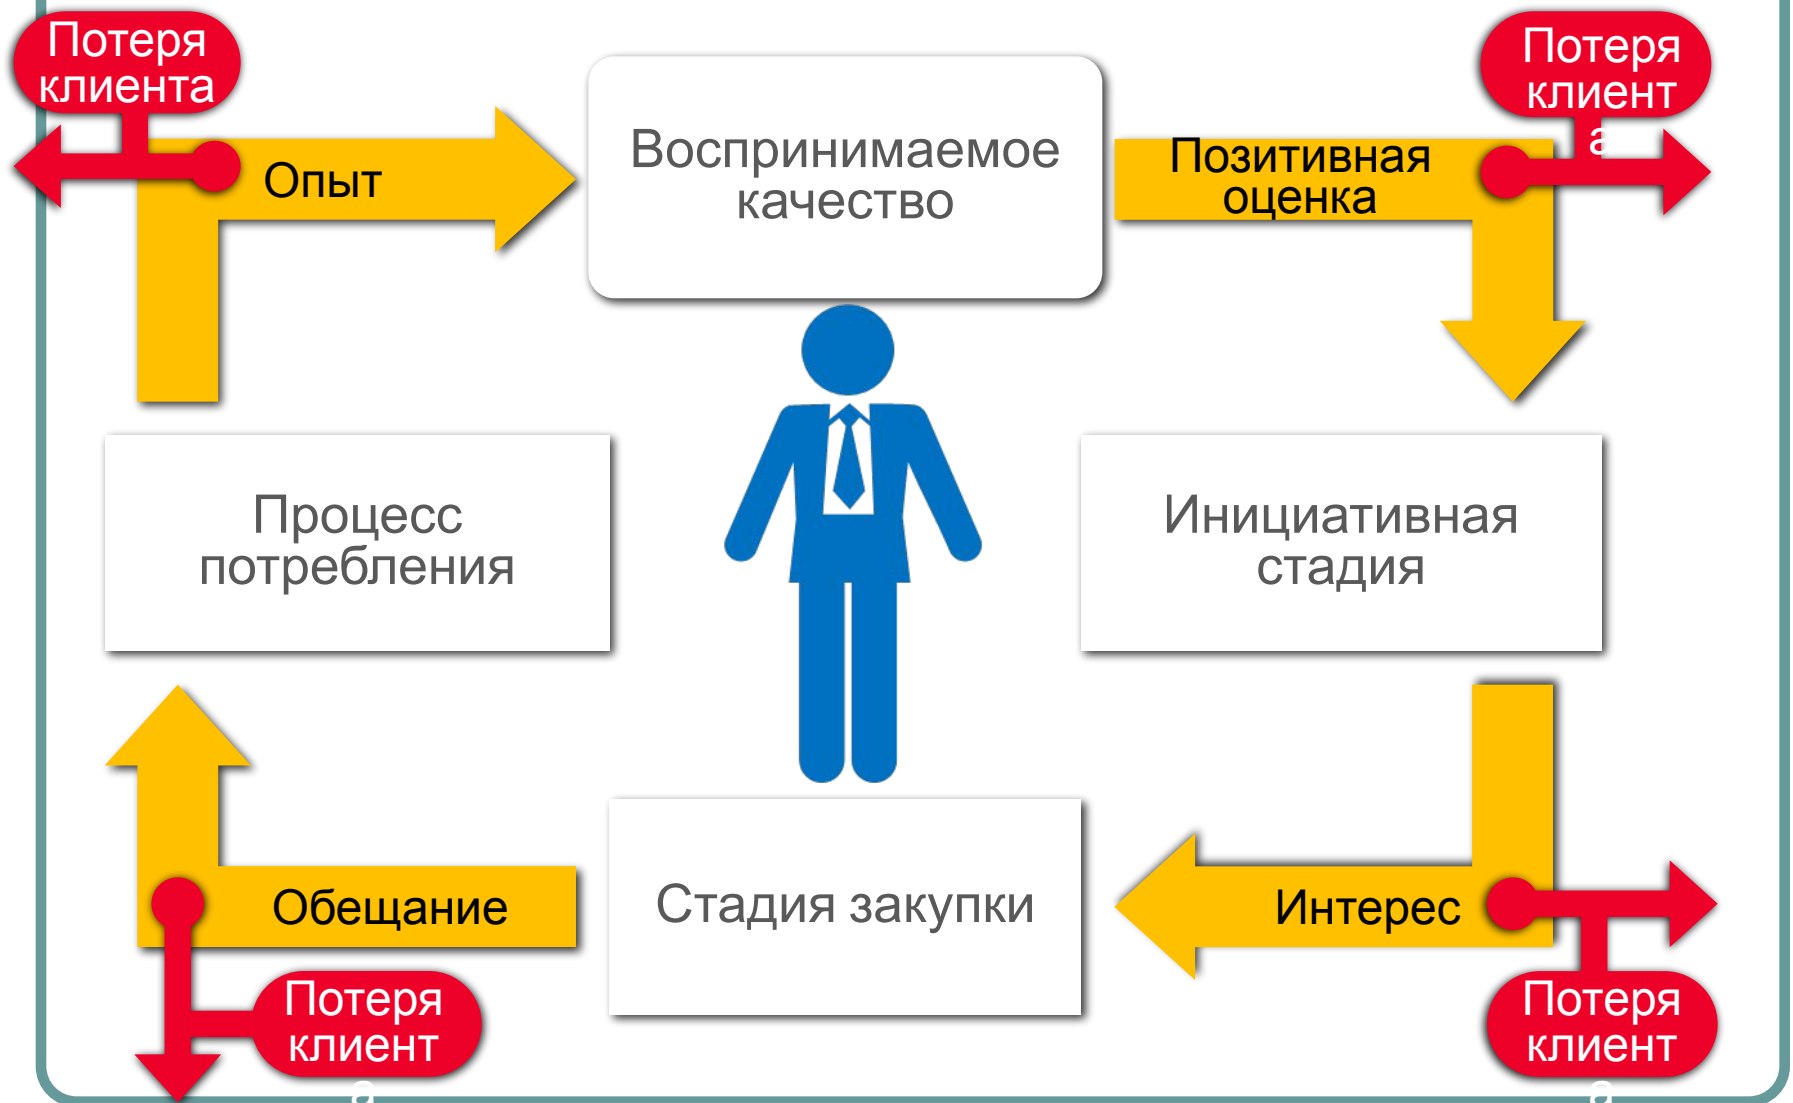 Потеря
клиента
Потеря
клиент
а
Опыт
Воспринимаемое
качество
Позитивная
оценка
Процесс
потребления
Инициативная
стадия
Обещание
Стадия закупки
Интерес
Потеря
клиент
а
Потеря
клиент
а